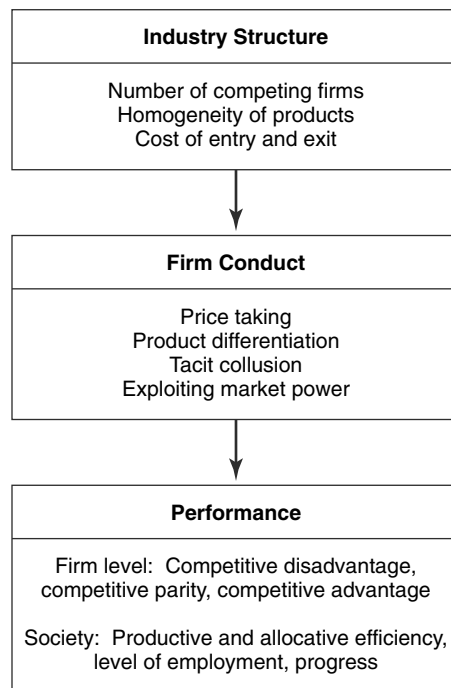 Industry Structure
Number of competing firms
Homogeneity of products
Cost of entry and exit
Firm Conduct
Price taking
Product differentiation
Tacit collusion
Exploiting market power
Performance
Firm level: Competitive disadvantage,
competitive parity, competitive advantage
Society: Productive and allocative efficiency,
level of employment, progress